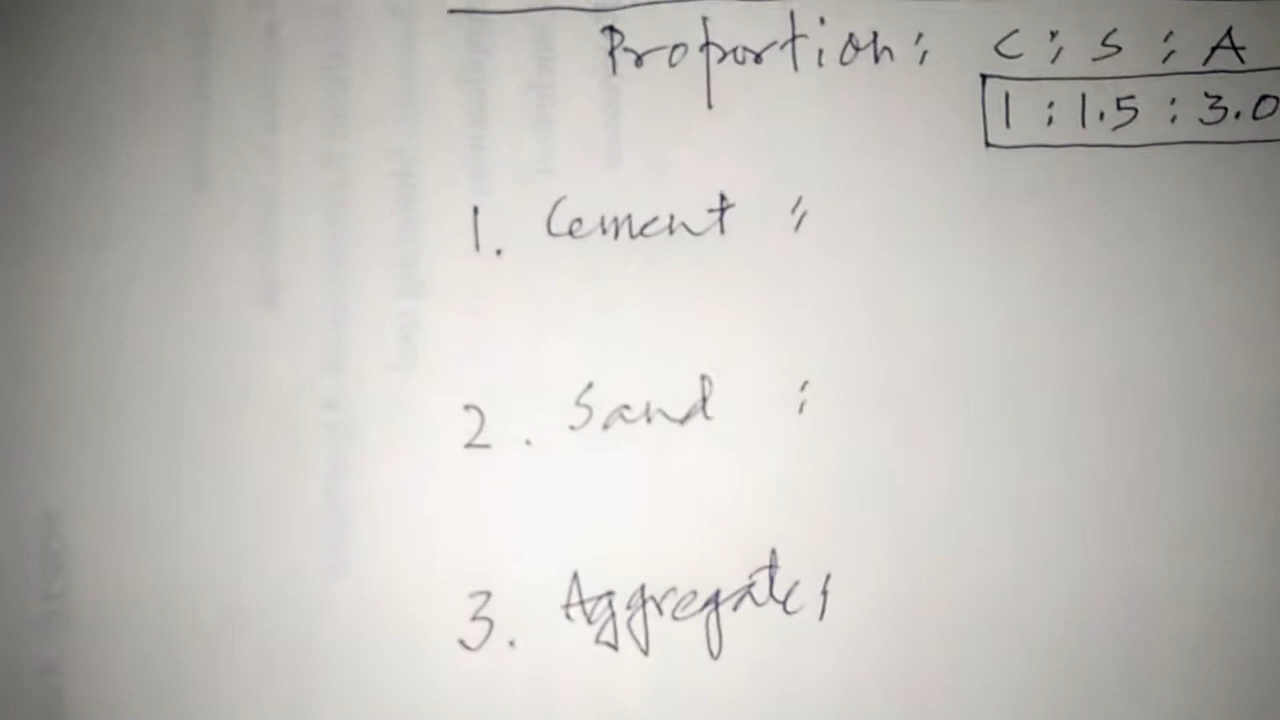 Proportion: C : S : A
1 : 1.5 : 3.0
1. Cement :
2. Sand :
3. Aggregate :